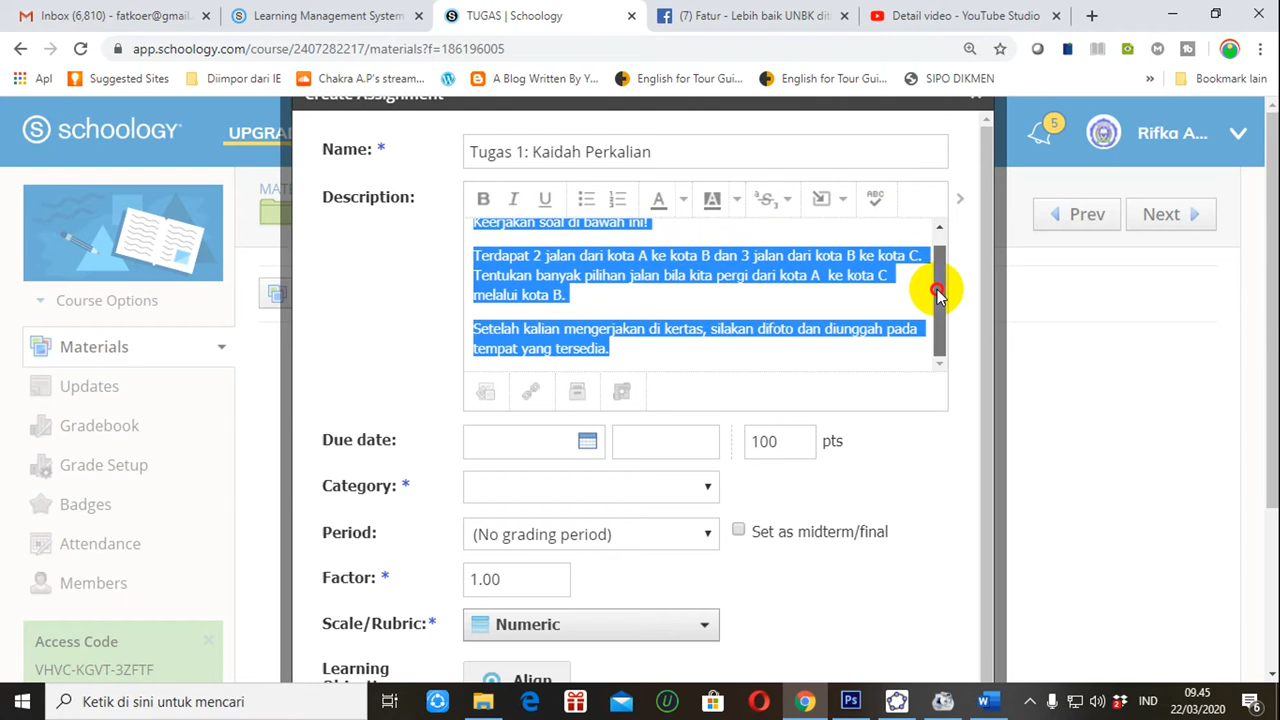 Inbox (6,810) - fatkoer@gmail.
Learning Management System
TUGAS | Schoology
(7) Fatur - Lebih baik UNBK dit
Detail video - YouTube Studio
app.schoology.com/course/2407282217/materials?f=186196005
Apl
Suggested Sites
Diimpor dari IE
Chakra A.P's stream...
A Blog Written By Y...
English for Tour Gui...
English for Tour Gui...
SIPO DIKMEN
Bookmark lain
schoology
UPGRA
5
Rifka A...
Create Assignment
MAT
Prev
Next
Course Options
Materials
Updates
Gradebook
Grade Setup
Badges
Attendance
Members
Access Code
VHVC-KGVT-3ZFTF
Name: *
Tugas 1: Kaidah Perkalian
Description:
B I U A A S ABC
Keerjakan soal di bawah ini!
Terdapat 2 jalan dari kota A ke kota B dan 3 jalan dari kota B ke kota C.
Tentukan banyak pilihan jalan bila kita pergi dari kota A ke kota C
melalui kota B.
Setelah kalian mengerjakan di kertas, silakan difoto dan diunggah pada
tempat yang tersedia.
Due date:
100 pts
Category: *
Period:
(No grading period)
Set as midterm/final
Factor: *
1.00
Scale/Rubric:*
Numeric
Learning
Align
Ketik di sini untuk mencari
IND
09.45
22/03/2020
6